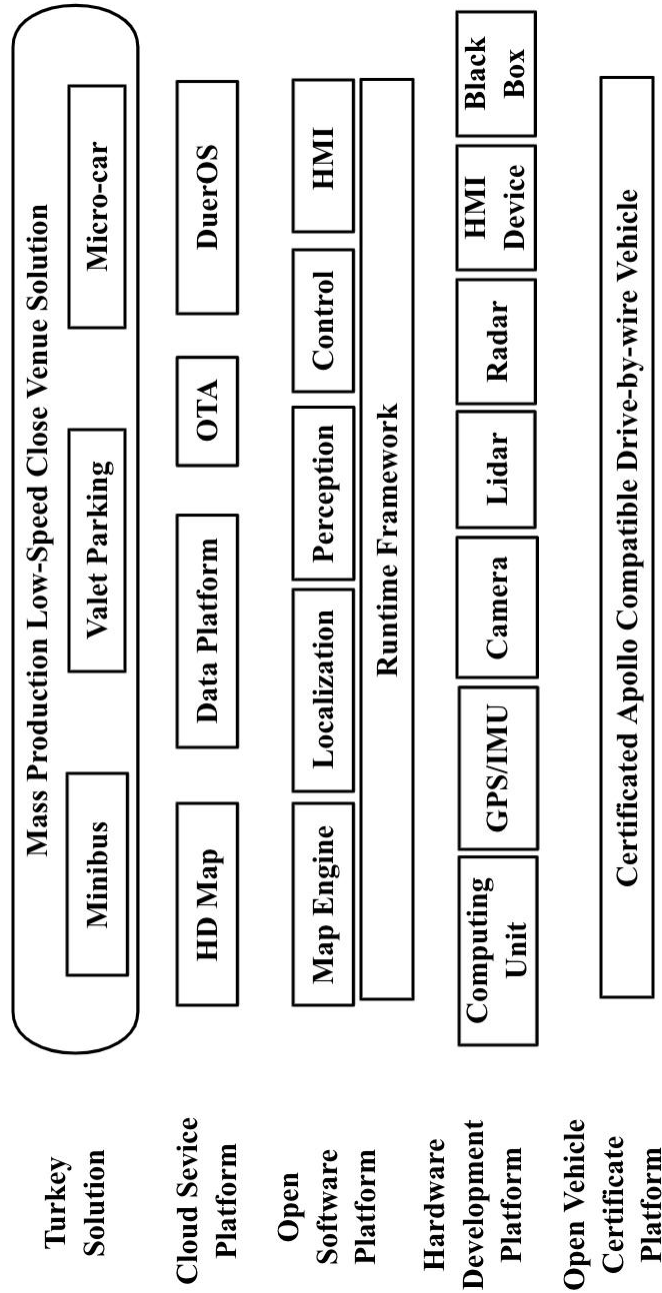 Turkey
Solution
Mass Production Low-Speed Close Venue Solution
Minibus
Valet Parking
Micro-car
Cloud Sevice
Platform
HD Map
Data Platform
OTA
DuerOS
Open
Software
Platform
Map Engine
Localization
Perception
Control
HMI
Runtime Framework
Hardware
Development
Platform
Computing
Unit
GPS/IMU
Camera
Lidar
Radar
HMI
Device
Black
Box
Open Vehicle
Certificate
Platform
Certificated Apollo Compatible Drive-by-wire Vehicle